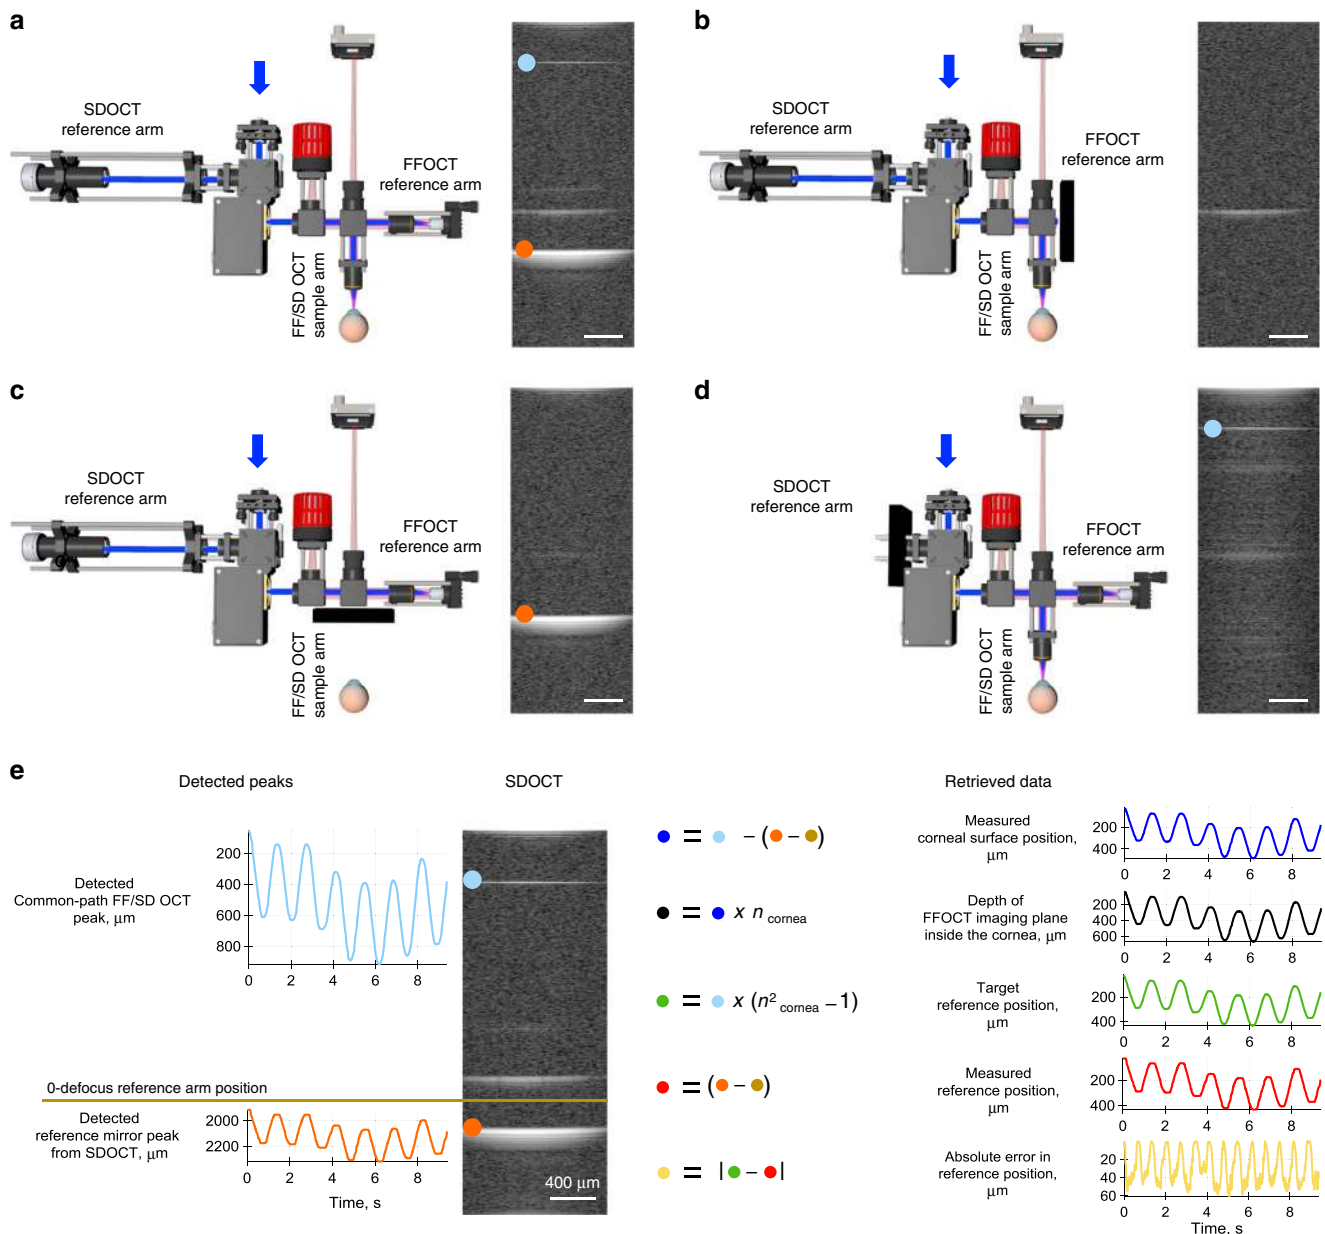 a
SDOCT
reference arm
FFOCT
reference arm
FF/SD OCT
sample arm
b
SDOCT
reference arm
FFOCT
reference arm
FF/SD OCT
sample arm
c
SDOCT
reference arm
FFOCT
reference arm
FF/SD OCT
sample arm
d
SDOCT
reference arm
FFOCT
reference arm
FF/SD OCT
sample arm
e
Detected peaks
SDOCT
Retrieved data
Detected
Common-path FF/SD OCT
peak, μm
200
400
600
800
0 2 4 6 8
0-defocus reference arm position
Detected
reference mirror peak
from SDOCT, μm
2000
2200
0 2 4 6 8
Time, s
400 μm
= − ( − )
= x n cornea
= x (n² cornea − 1)
= ( − )
= | − |
Measured
corneal surface position,
μm
200
400
0 2 4 6 8
Depth of
FFOCT imaging plane
inside the cornea, μm
200
400
600
0 2 4 6 8
Target
reference position,
μm
200
400
0 2 4 6 8
Measured
reference position,
μm
200
400
0 2 4 6 8
Absolute error in
reference position,
μm
20
40
60
0 2 4 6 8
Time, s